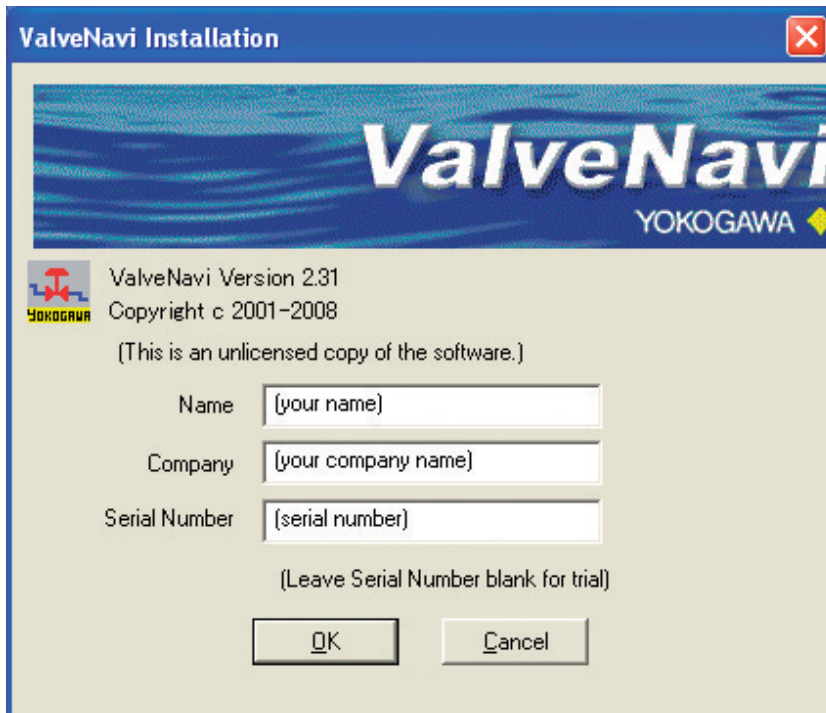 ValveNavi Installation
ValveNavi
YOKOGAWA
YOKOGAWA
ValveNavi Version 2.31
Copyright c 2001-2008
(This is an unlicensed copy of the software.)
Name (your name)
Company (your company name)
Serial Number (serial number)
(Leave Serial Number blank for trial)
OK Cancel